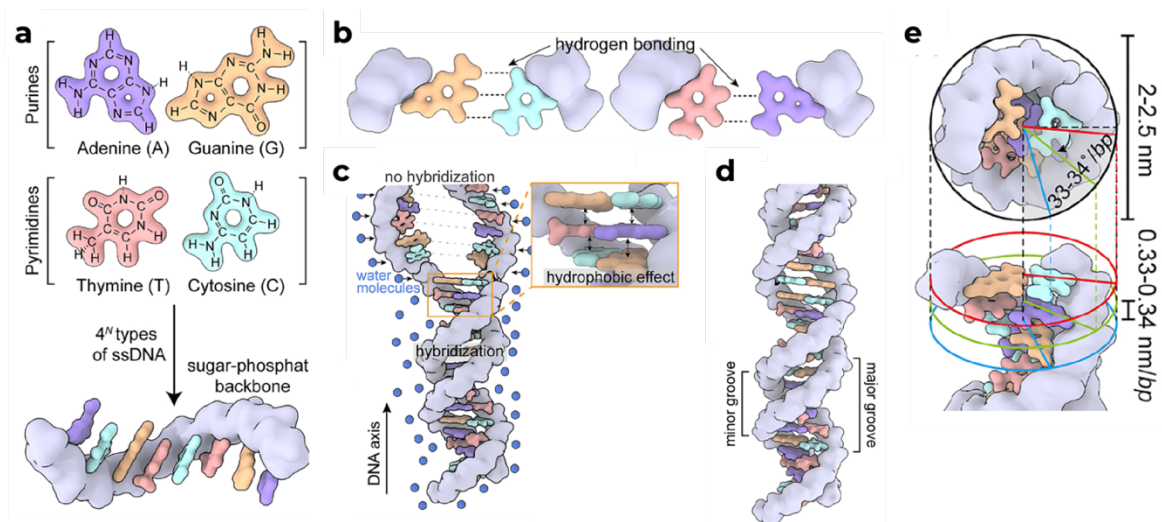 a
Purines
Adenine (A)
Guanine (G)
Pyrimidines
Thymine (T)
Cytosine (C)
4ᴺ types
of ssDNA
sugar-phosphat
backbone
b
hydrogen bonding
c
no hybridization
water
molecules
hydrophobic effect
hybridization
DNA axis
d
minor groove
major groove
e
33-34°/bp
2-2.5 nm
0.33-0.34 nm/bp